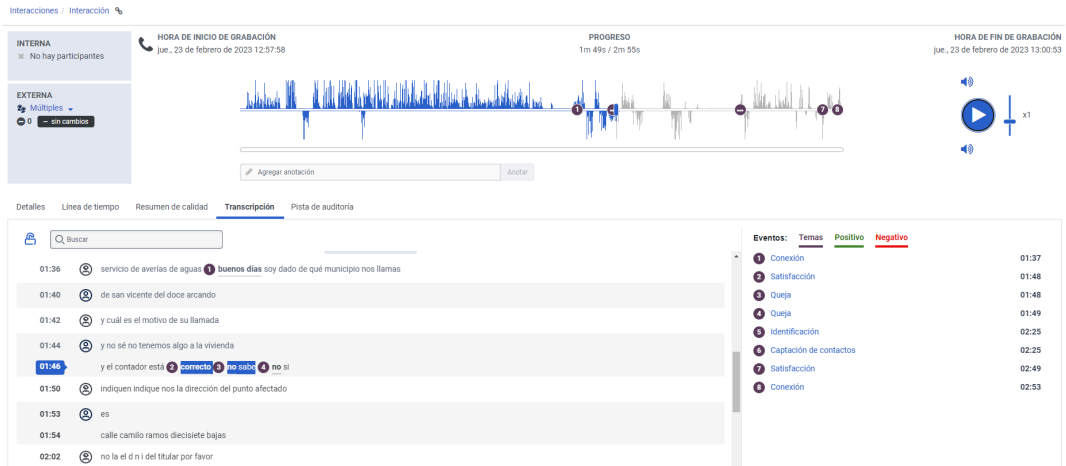 Interacciones / Interacción
INTERNA
No hay participantes
EXTERNA
Múltiples
0 – sin cambios
HORA DE INICIO DE GRABACIÓN
jue., 23 de febrero de 2023 12:57:58
PROGRESO
1m 49s / 2m 55s
HORA DE FIN DE GRABACIÓN
jue., 23 de febrero de 2023 13:00:53
1
7 8
x1
Agregar anotación
Anotar
Detalles Línea de tiempo Resumen de calidad Transcripción Pista de auditoría
Buscar
01:36 servicio de averías de aguas 1 buenos días soy dado de qué municipio nos llamas
01:40 de san vicente del doce arcando
01:42 y cuál es el motivo de su llamada
01:44 y no sé no tenemos algo a la vivienda
01:46 y el contador está 2 correcto 3 no sabe 4 no si
01:50 indiquen indique nos la dirección del punto afectado
01:53 es
01:54 calle camilo ramos diecisiete bajas
02:02 no la el d n i del titular por favor
Eventos: Temas Positivo Negativo
1 Conexión 01:37
2 Satisfacción 01:48
3 Queja 01:48
4 Queja 01:49
5 Identificación 02:25
6 Captación de contactos 02:25
7 Satisfacción 02:49
8 Conexión 02:53